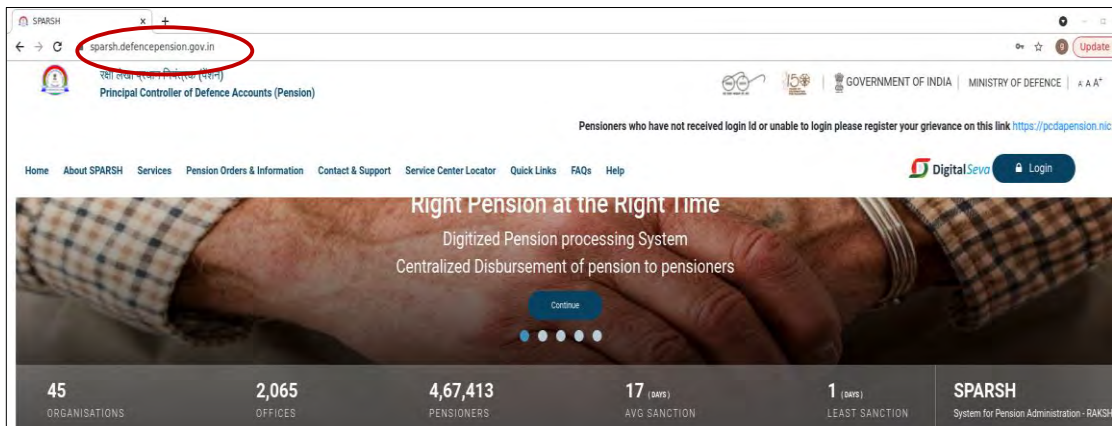 SPARSH
sparsh.defencepension.gov.in
9 Update
रक्षा लेखा प्रधान नियंत्रक (पेंशन)
Principal Controller of Defence Accounts (Pension)
GOVERNMENT OF INDIA | MINISTRY OF DEFENCE | A A A+
Pensioners who have not received login Id or unable to login please register your grievance on this link https://pcdapension.nic
Home About SPARSH Services Pension Orders & Information Contact & Support Service Center Locator Quick Links FAQs Help
DigitalSeva Login
Right Pension at the Right Time
Digitized Pension processing System
Centralized Disbursement of pension to pensioners
Continue
45 2,065 4,67,413 17 (DAYS) 1 (DAYS) SPARSH
ORGANISATIONS OFFICES PENSIONERS AVG SANCTION LEAST SANCTION System for Pension Administration - RAKSH